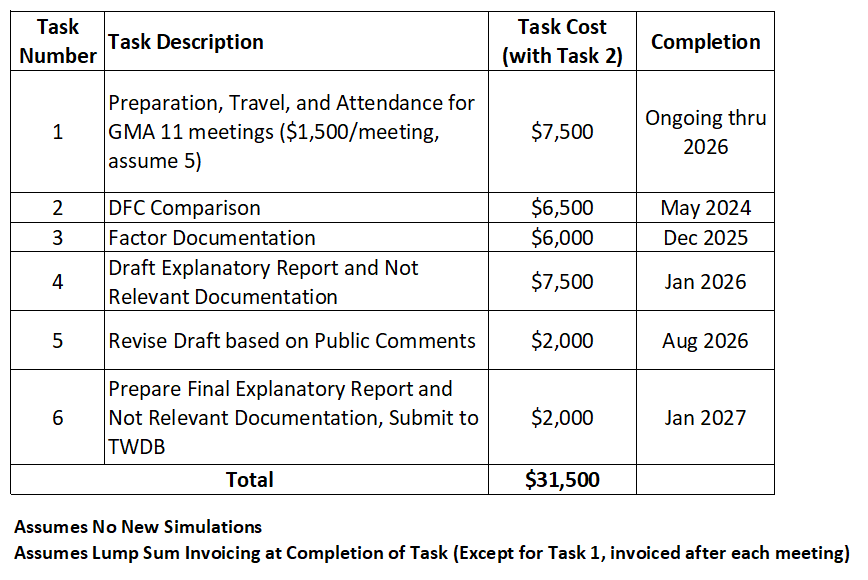 Task Number Task Description Task Cost (with Task 2) Completion
1 Preparation, Travel, and Attendance for GMA 11 meetings ($1,500/meeting, assume 5) $7,500 Ongoing thru 2026
2 DFC Comparison $6,500 May 2024
3 Factor Documentation $6,000 Dec 2025
4 Draft Explanatory Report and Not Relevant Documentation $7,500 Jan 2026
5 Revise Draft based on Public Comments $2,000 Aug 2026
6 Prepare Final Explanatory Report and Not Relevant Documentation, Submit to TWDB $2,000 Jan 2027
Total $31,500
Assumes No New Simulations
Assumes Lump Sum Invoicing at Completion of Task (Except for Task 1, invoiced after each meeting)